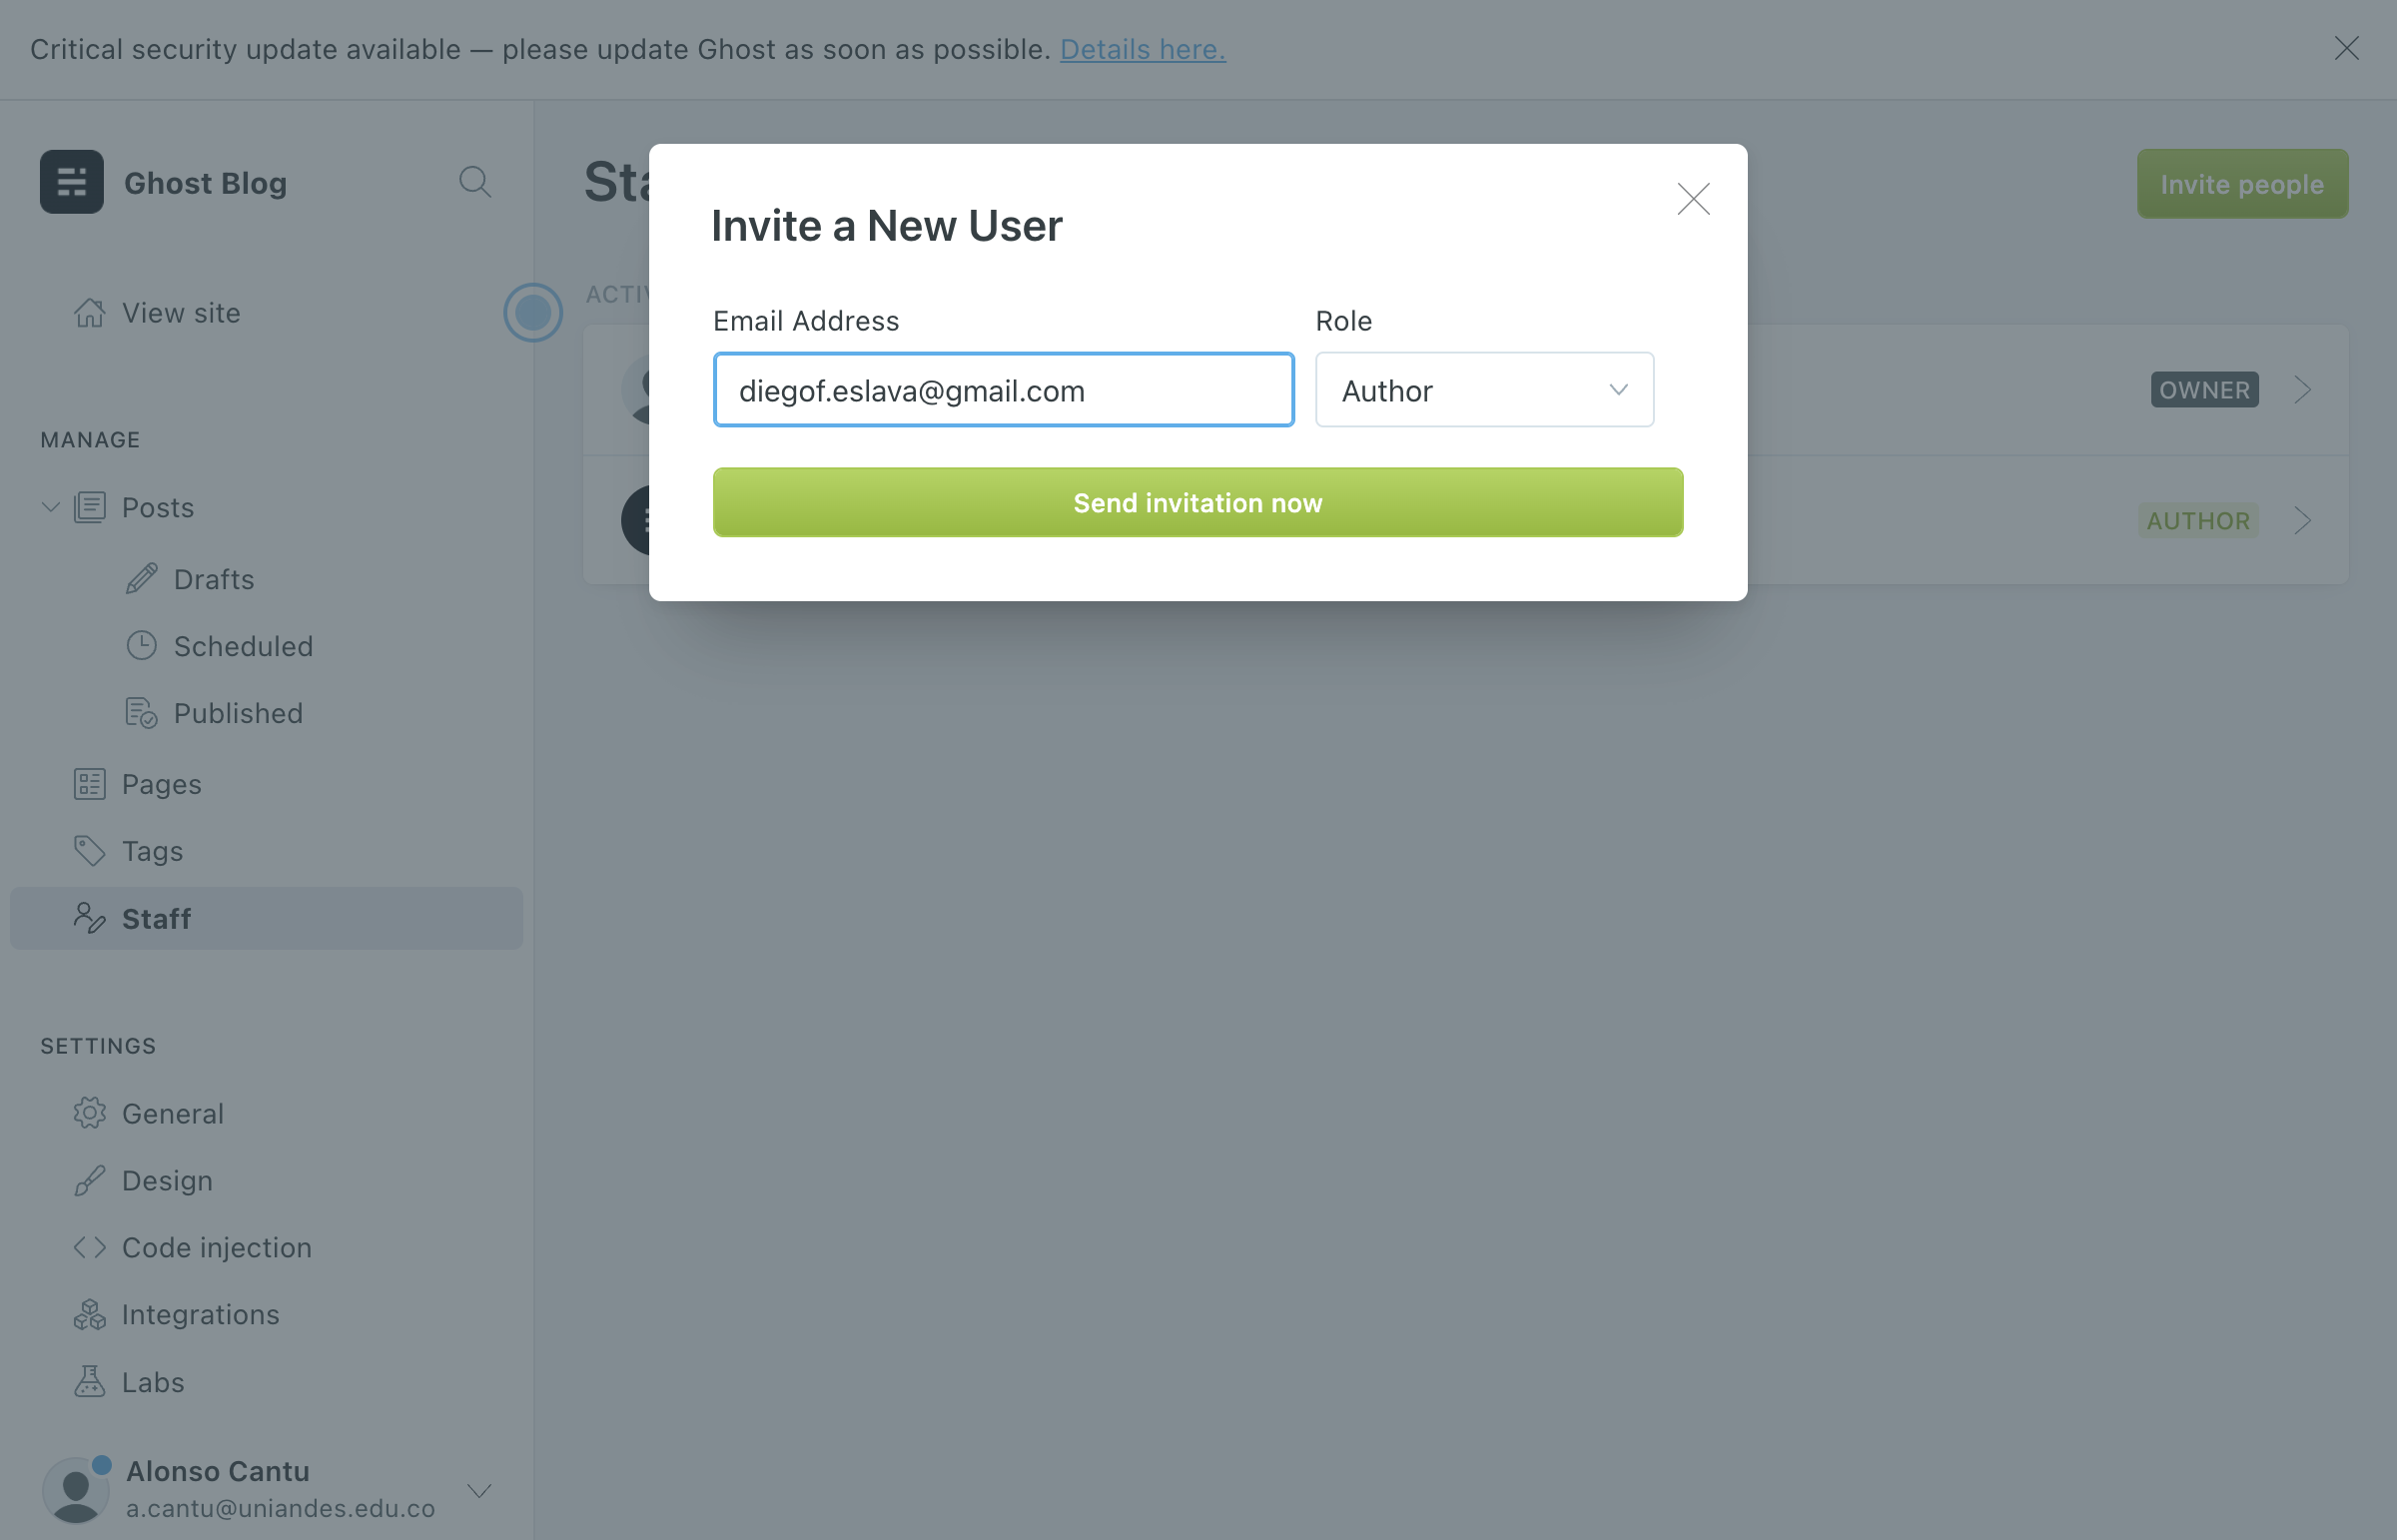 Critical security update available — please update Ghost as soon as possible. Details here.
Ghost Blog
View site
MANAGE
Posts
Drafts
Scheduled
Published
Pages
Tags
Staff
SETTINGS
General
Design
Code injection
Integrations
Labs
Alonso Cantu
a.cantu@uniandes.edu.co
Invite people
OWNER
AUTHOR
Invite a New User
Email Address
Role
diegof.eslava@gmail.com
Author
Send invitation now